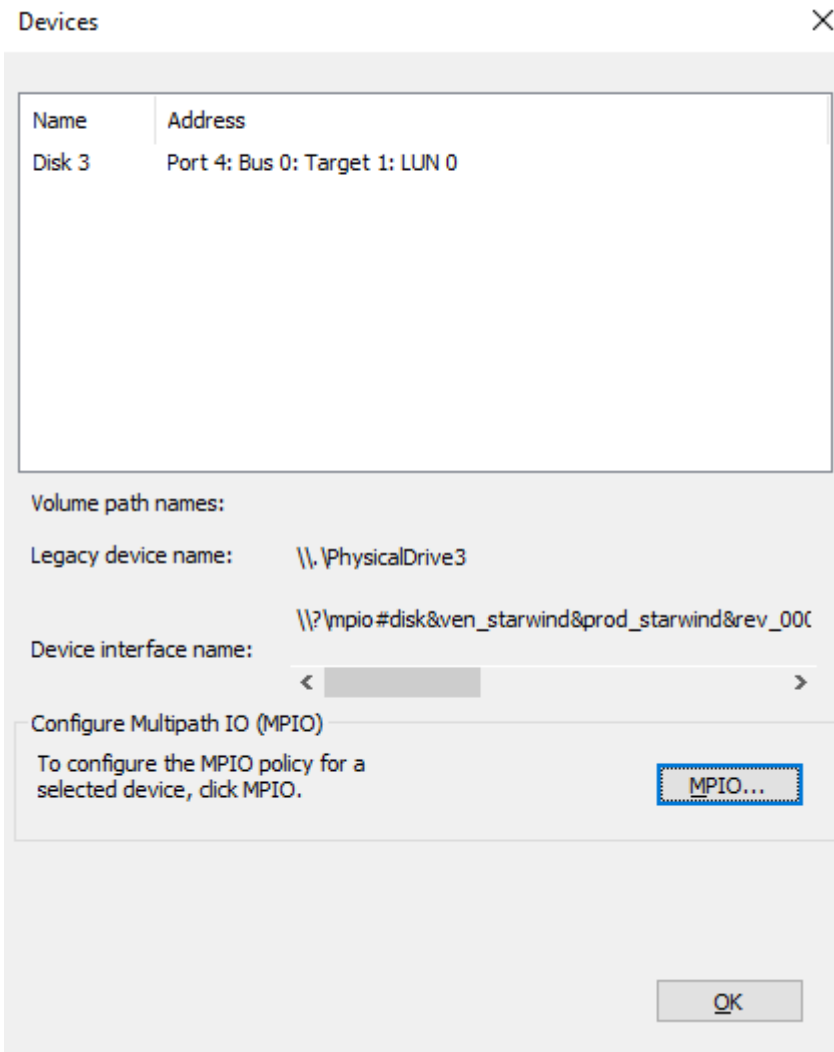 Devices
Name Address
Disk 3 Port 4: Bus 0: Target 1: LUN 0
Volume path names:
Legacy device name: \\.\PhysicalDrive3
\\?\mpio#disk&ven_starwind&prod_starwind&rev_000
Device interface name:
Configure Multipath IO (MPIO)
To configure the MPIO policy for a
selected device, click MPIO.
MPIO...
OK